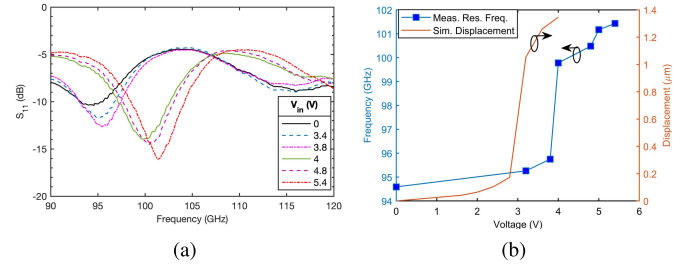 0
-5
-10
-15
-20
S11 (dB)
90 95 100 105 110 115 120
Frequency (GHz)
Vin (V)
0
3.4
3.8
4
4.8
5.4
(a)
102
101
100
99
98
97
96
95
94
Frequency (GHz)
Meas. Res. Freq.
Sim. Displacement
1.4
1.2
1
0.8
0.6
0.4
0.2
0
Displacement (μm)
0 1 2 3 4 5 6
Voltage (V)
(b)